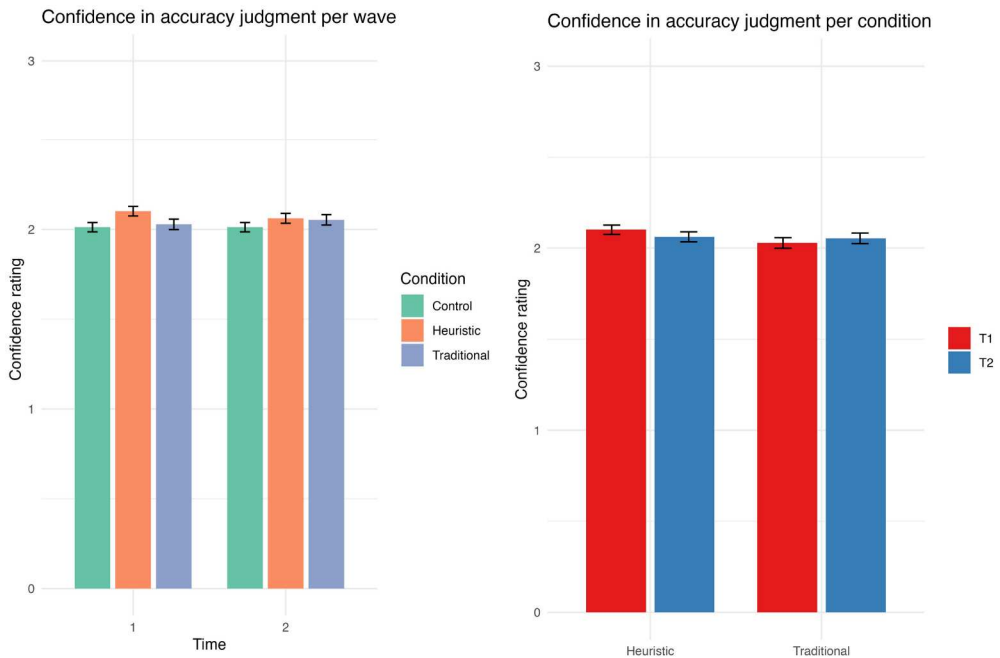 Confidence in accuracy judgment per wave
3
2
1
0
Confidence rating
1
2
Time
Condition
Control
Heuristic
Traditional
Confidence in accuracy judgment per condition
3
2
1
0
Confidence rating
Heuristic
Traditional
T1
T2